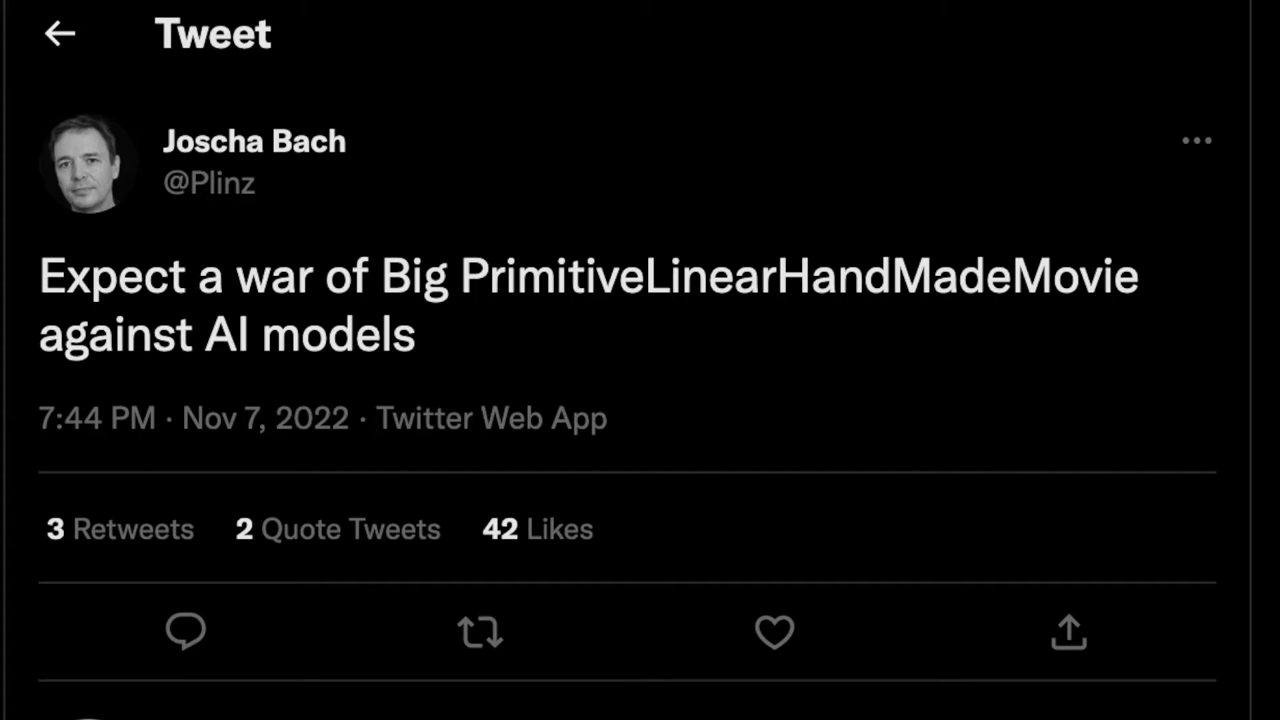 Tweet
Joscha Bach
@Plinz
Expect a war of Big PrimitiveLinearHandMadeMovie
against AI models
7:44 PM · Nov 7, 2022 · Twitter Web App
3 Retweets 2 Quote Tweets 42 Likes